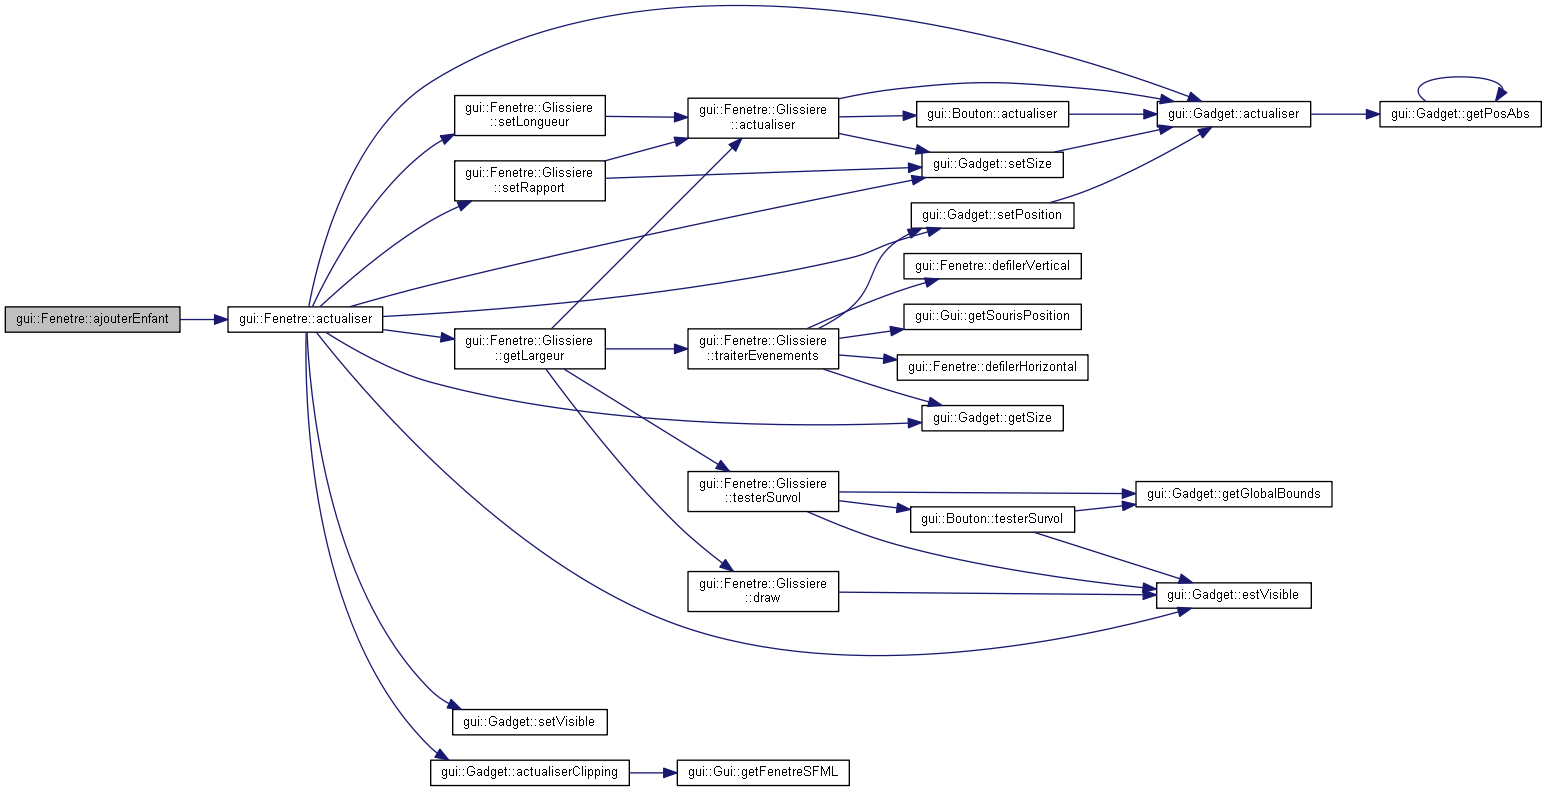 gui::Fenetre::ajouterEnfant
gui::Fenetre::actualiser
gui::Fenetre::Glissiere
::setLongueur
gui::Fenetre::Glissiere
::setRapport
gui::Fenetre::Glissiere
::getLargeur
gui::Gadget::setVisible
gui::Gadget::actualiserClipping
gui::Fenetre::Glissiere
::actualiser
gui::Fenetre::Glissiere
::traiterEvenements
gui::Fenetre::Glissiere
::testerSurvol
gui::Fenetre::Glissiere
::draw
gui::Gui::getFenetreSFML
gui::Bouton::actualiser
gui::Gadget::setSize
gui::Gadget::setPosition
gui::Fenetre::defilerVertical
gui::Gui::getSourisPosition
gui::Fenetre::defilerHorizontal
gui::Gadget::getSize
gui::Bouton::testerSurvol
gui::Gadget::actualiser
gui::Gadget::getGlobalBounds
gui::Gadget::estVisible
gui::Gadget::getPosAbs